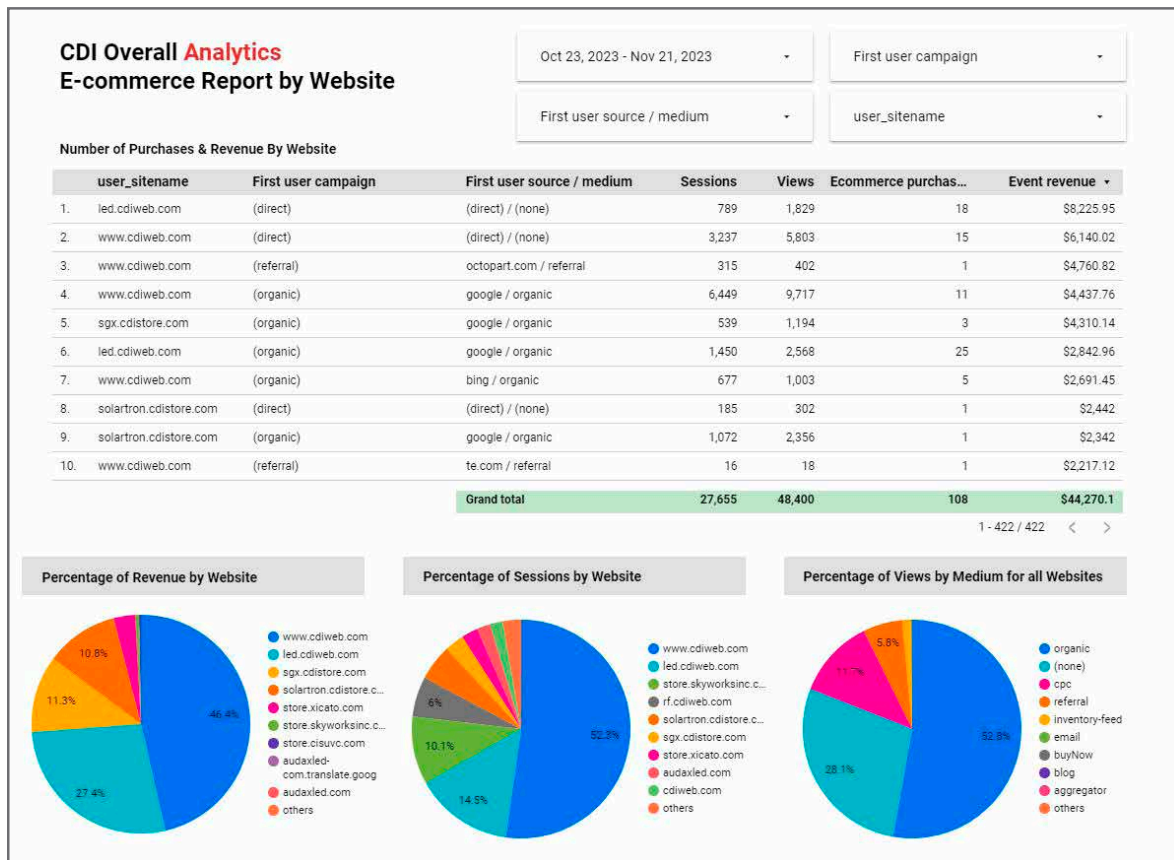 CDI Overall Analytics
E-commerce Report by Website
Oct 23, 2023 - Nov 21, 2023
First user campaign
First user source / medium
user_sitename
Number of Purchases & Revenue By Website
user_sitename First user campaign First user source / medium Sessions Views Ecommerce purchas... Event revenue
1. led.cdiweb.com (direct) (direct) / (none) 789 1,829 18 $8,225.95
2. www.cdiweb.com (direct) (direct) / (none) 3,237 5,803 15 $6,140.02
3. www.cdiweb.com (referral) octopart.com / referral 315 402 1 $4,760.82
4. www.cdiweb.com (organic) google / organic 6,449 9,717 11 $4,437.76
5. sgx.cdistore.com (organic) google / organic 539 1,194 3 $4,310.14
6. led.cdiweb.com (organic) google / organic 1,450 2,568 25 $2,842.96
7. www.cdiweb.com (organic) bing / organic 677 1,003 5 $2,691.45
8. solartron.cdistore.com (direct) (direct) / (none) 185 302 1 $2,442
9. solartron.cdistore.com (organic) google / organic 1,072 2,356 1 $2,342
10. www.cdiweb.com (referral) te.com / referral 16 18 1 $2,217.12
Grand total 27,655 48,400 108 $44,270.1
1 - 422 / 422 < >
Percentage of Revenue by Website
46.4%
27.4%
11.3%
10.8%
www.cdiweb.com
led.cdiweb.com
sgx.cdistore.com
solartron.cdistore.c...
store.xicato.com
store.skyworksinc.c...
store.cisuvc.com
audaxled-
com.translate.goog
audaxled.com
others
Percentage of Sessions by Website
52.3%
14.5%
10.1%
6%
www.cdiweb.com
led.cdiweb.com
store.skyworksinc.c...
rf.cdiweb.com
solartron.cdistore.c...
sgx.cdistore.com
store.xicato.com
audaxled.com
cdiweb.com
others
Percentage of Views by Medium for all Websites
52.8%
28.1%
11.7%
5.8%
organic
(none)
cpc
referral
inventory-feed
email
buyNow
blog
aggregator
others